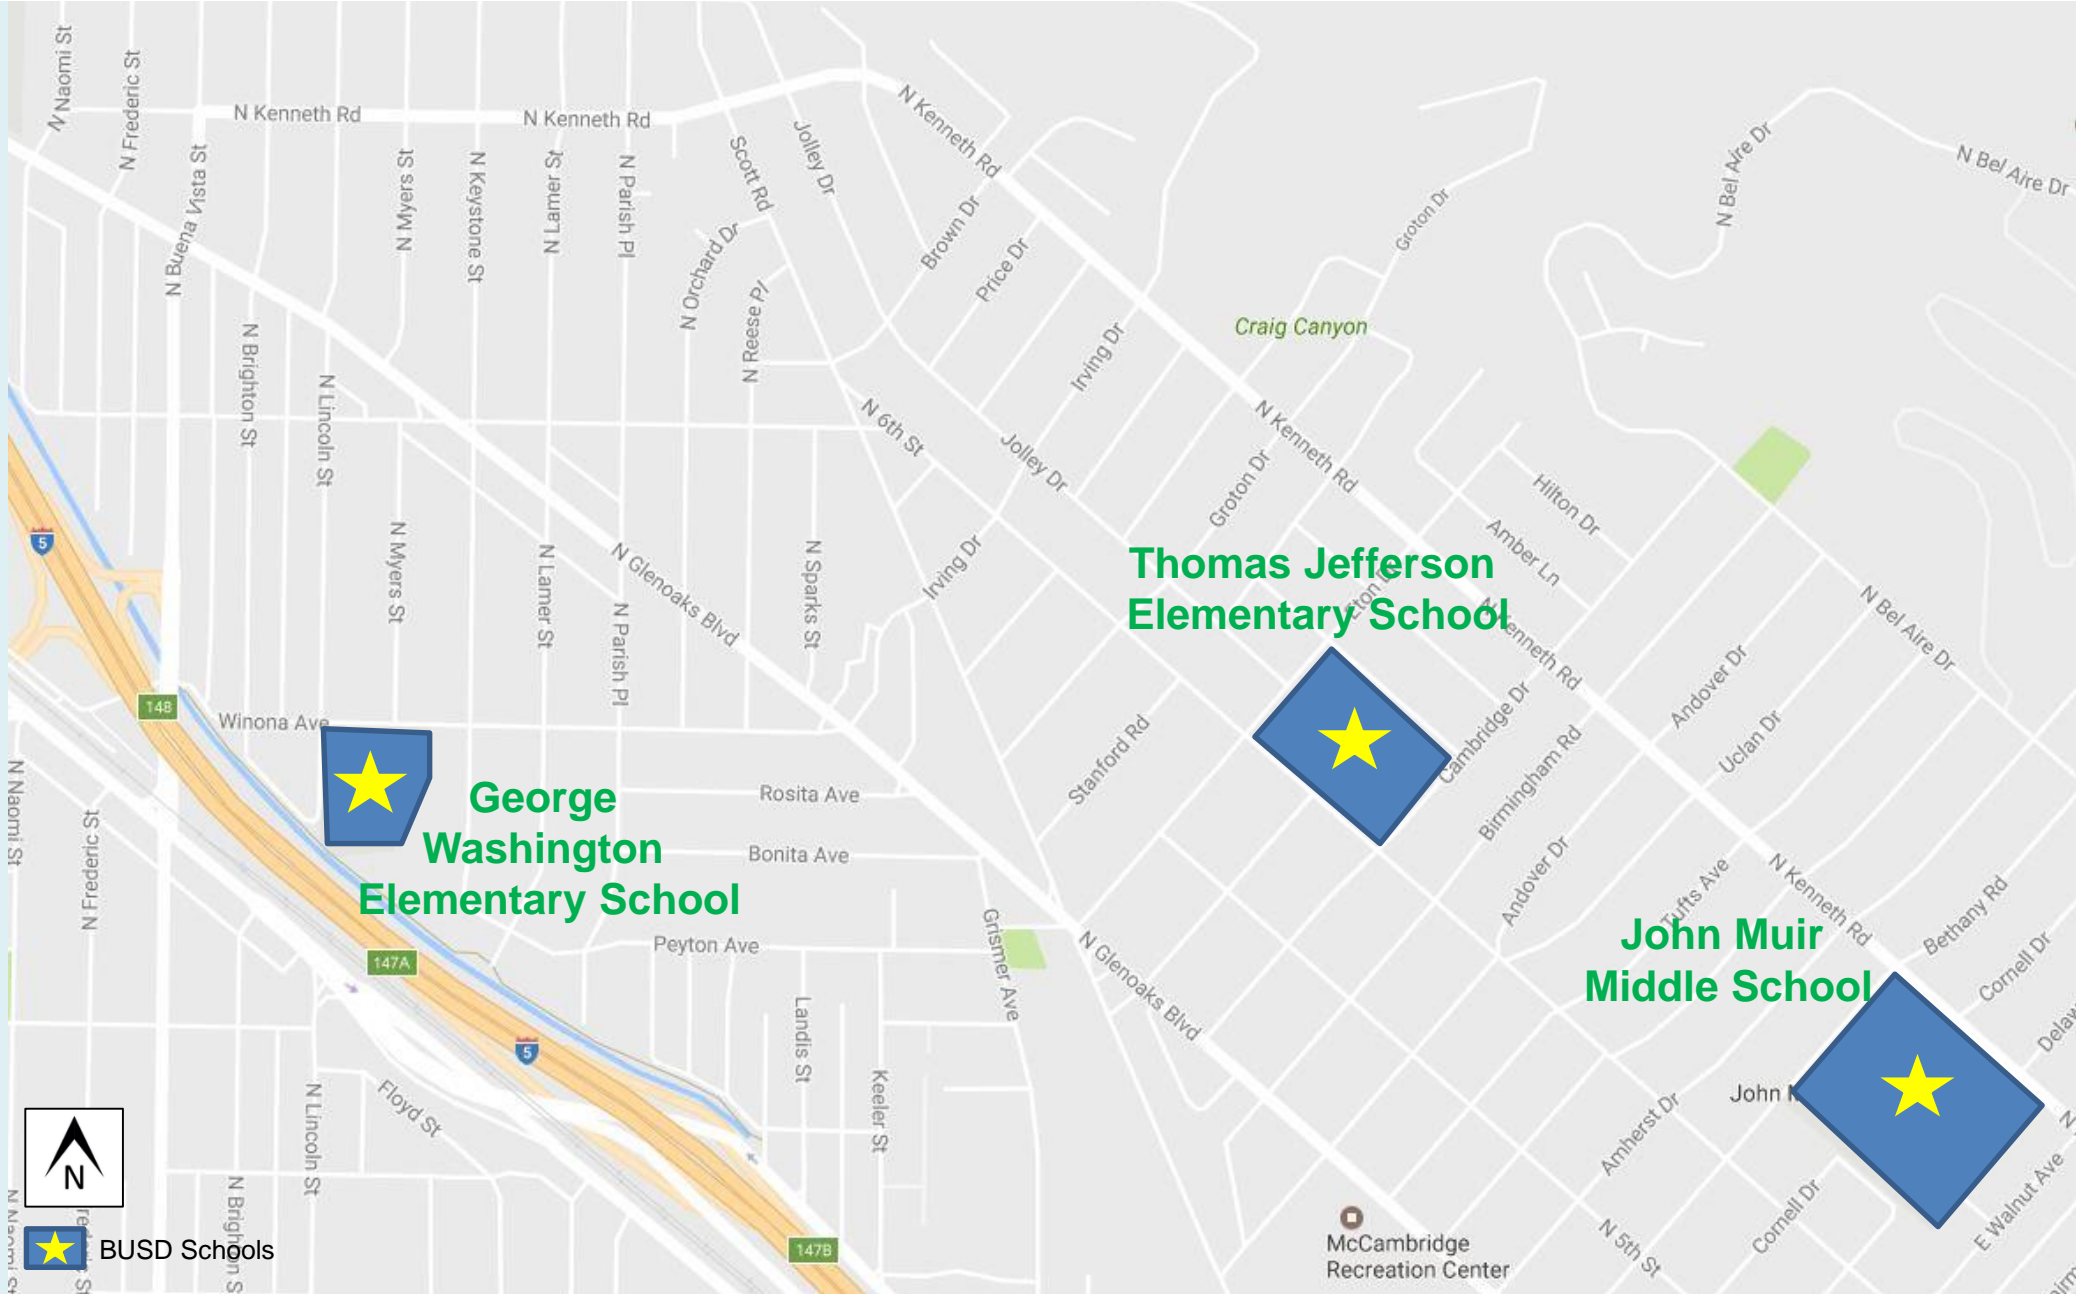 N Naomi St
N Frederic St
N Kenneth Rd
N Kenneth Rd
N Kenneth Rd
N Buena Vista St
N Myers St
N Keystone St
N Lamer St
N Parish Pl
Scott Rd
Jolley Dr
N Orchard Dr
N Reese Pl
Brown Dr
Price Dr
Groton Dr
N Bel Aire Dr
N Bel Aire Dr
Craig Canyon
N Brighton St
N Lincoln St
Irving Dr
N 6th St
Jolley Dr
N Kenneth Rd
Groton Dr
Hilton Dr
Amber Ln
5
N Myers St
N Lamer St
N Glenoaks Blvd
N Parish Pl
N Sparks St
Irving Dr
Thomas Jefferson
Elementary School
N Kenneth Rd
N Bel Aire Dr
Andover Dr
Uclan Dr
148
Winona Ave
Stanford Rd
Cambridge Dr
Birmingham Rd
N Naomi St
N Frederic St
George
Washington
Elementary School
Rosita Ave
Bonita Ave
Andover Dr
Tufts Ave
N Kenneth Rd
Bethany Rd
Cornell Dr
John Muir
Middle School
147A
Peyton Ave
Grismer Ave
N Glenoaks Blvd
5
Landis St
Keeler St
Floyd St
N Lincoln St
John
Amherst Dr
Cornell Dr
E Walnut Ave
N 5th St
N
N Brighton S
BUSD Schools
147B
McCambridge
Recreation Center